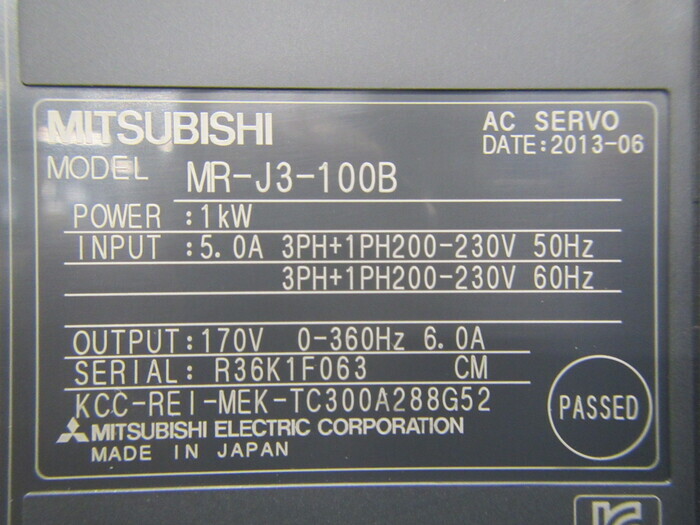 MITSUBISHI
AC SERVO
DATE:2013-06
MODEL MR-J3-100B
POWER :1kW
INPUT :5.0A 3PH+1PH200-230V 50Hz
3PH+1PH200-230V 60Hz
OUTPUT:170V 0-360Hz 6.0A
SERIAL: R36K1F063 CM
KCC-REI-MEK-TC300A288G52
MITSUBISHI ELECTRIC CORPORATION
MADE IN JAPAN
PASSED